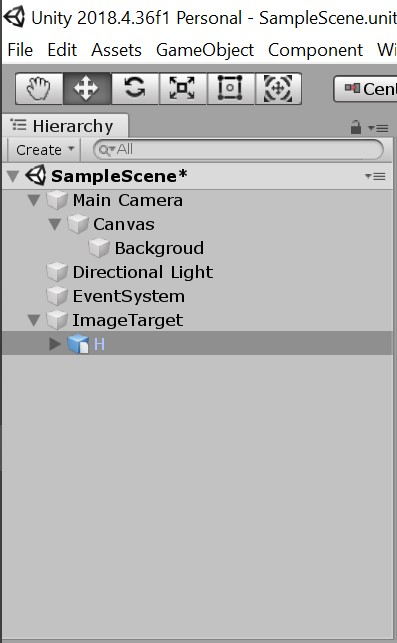 Unity 2018.4.36f1 Personal - SampleScene.unit
File Edit Assets GameObject Component Wi
Cent
Hierarchy
Create All
SampleScene*
Main Camera
Canvas
Backgroud
Directional Light
EventSystem
ImageTarget
H